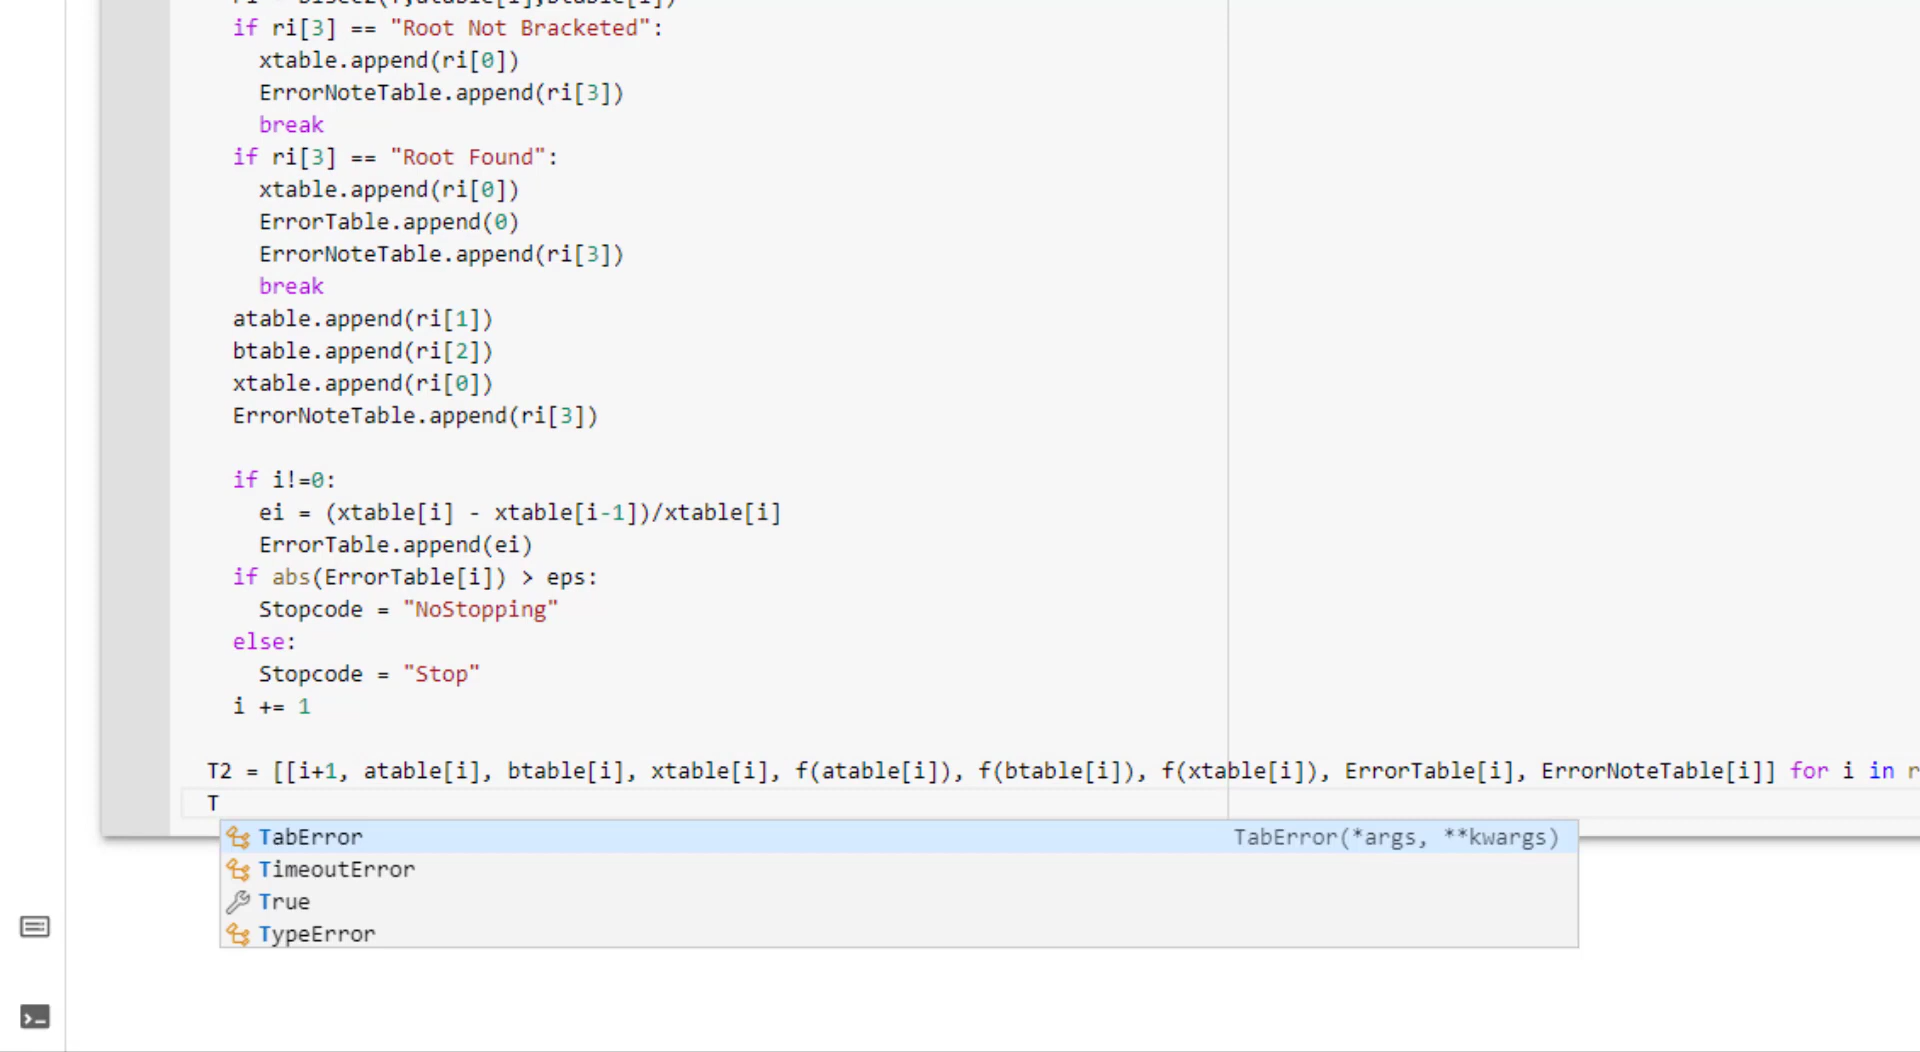 ri = bisec2(f,atable[i],btable[i])
if ri[3] == "Root Not Bracketed":
xtable.append(ri[0])
ErrorNoteTable.append(ri[3])
break
if ri[3] == "Root Found":
xtable.append(ri[0])
ErrorTable.append(0)
ErrorNoteTable.append(ri[3])
break
atable.append(ri[1])
btable.append(ri[2])
xtable.append(ri[0])
ErrorNoteTable.append(ri[3])
if i!=0:
ei = (xtable[i] - xtable[i-1])/xtable[i]
ErrorTable.append(ei)
if abs(ErrorTable[i]) > eps:
Stopcode = "NoStopping"
else:
Stopcode = "Stop"
i += 1
T2 = [[i+1, atable[i], btable[i], xtable[i], f(atable[i]), f(btable[i]), f(xtable[i]), ErrorTable[i], ErrorNoteTable[i]] for i in r
T
TabError TabError(*args, **kwargs)
TimeoutError
True
TypeError